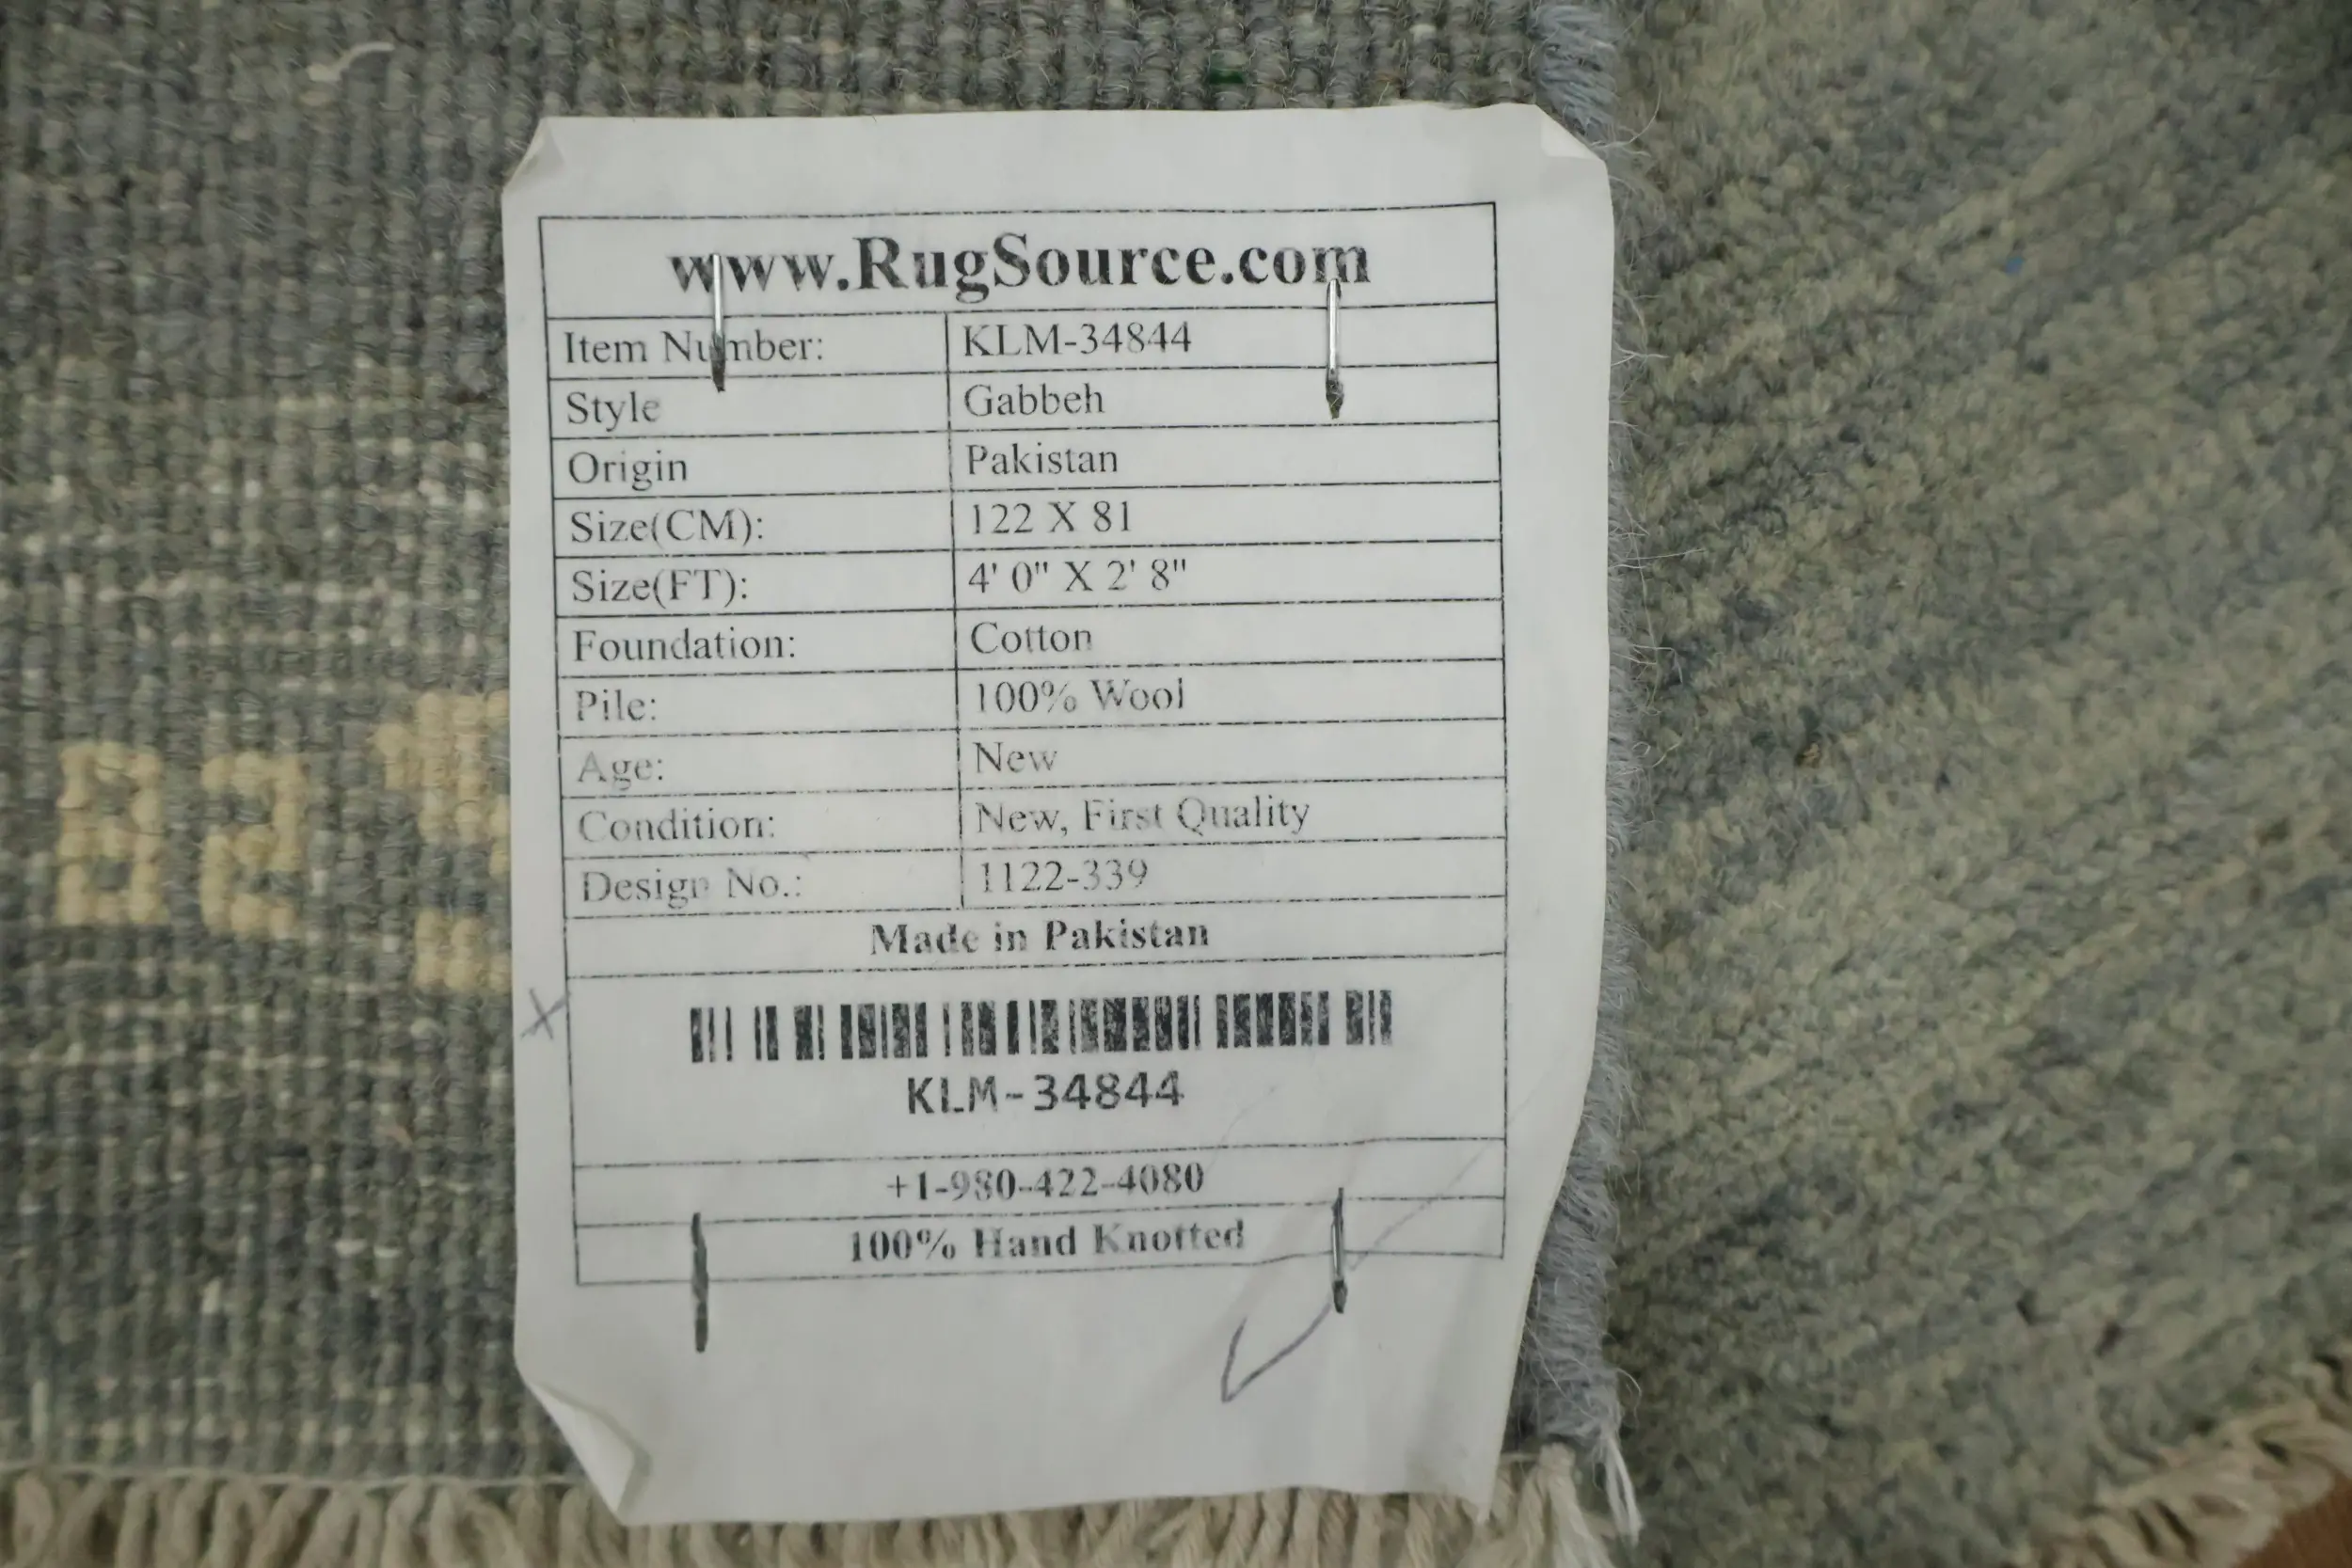 www.RugSource.com
Item Number: KLM-34844
Style Gabbeh
Origin Pakistan
Size(CM): 122 X 81
Size(FT): 4' 0" X 2' 8"
Foundation: Cotton
Pile: 100% Wool
Age: New
Condition: New, First Quality
Design No.: 1122-339
Made in Pakistan
KLM-34844
+1-980-422-4080
100% Hand Knotted